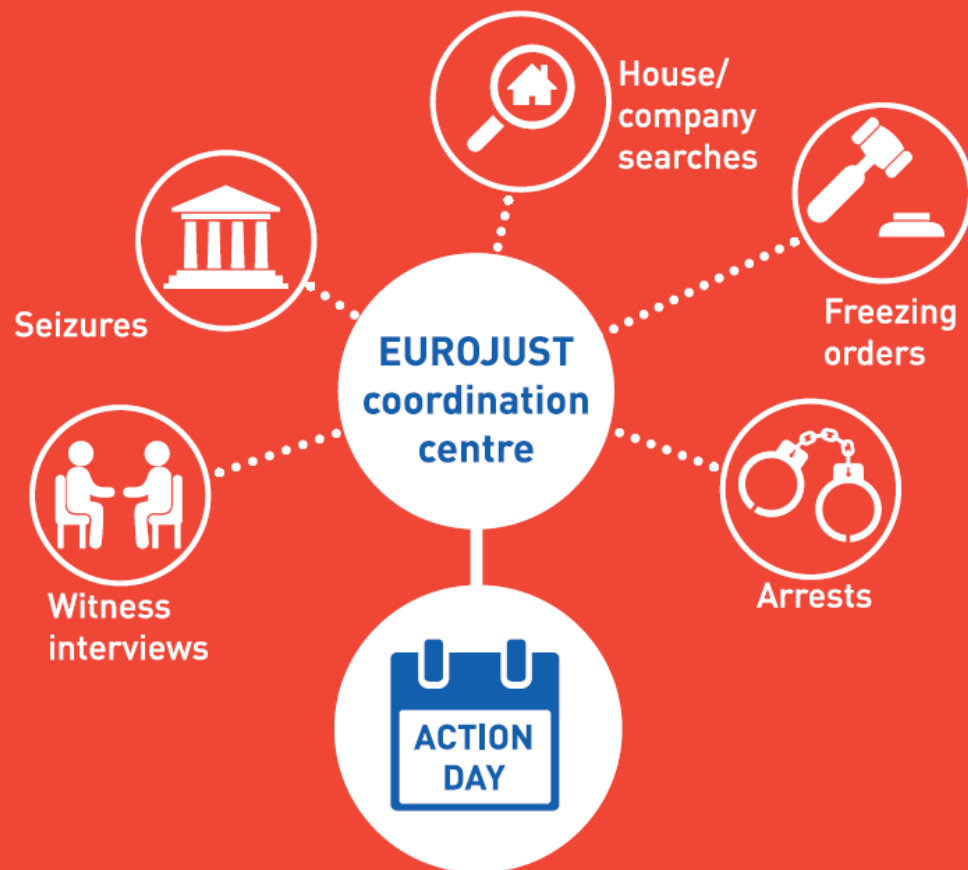 House/
company
searches
Seizures
Freezing
orders
EUROJUST
coordination
centre
Witness
interviews
Arrests
ACTION
DAY